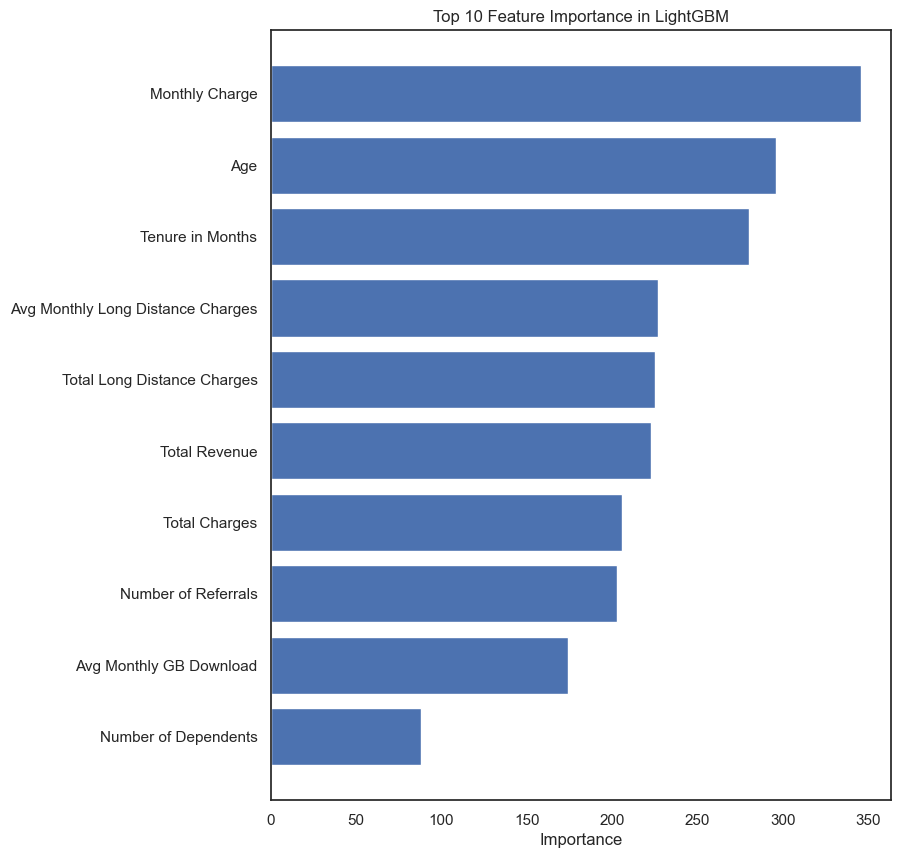 Top 10 Feature Importance in LightGBM
Monthly Charge
Age
Tenure in Months
Avg Monthly Long Distance Charges
Total Long Distance Charges
Total Revenue
Total Charges
Number of Referrals
Avg Monthly GB Download
Number of Dependents
0 50 100 150 200 250 300 350
Importance